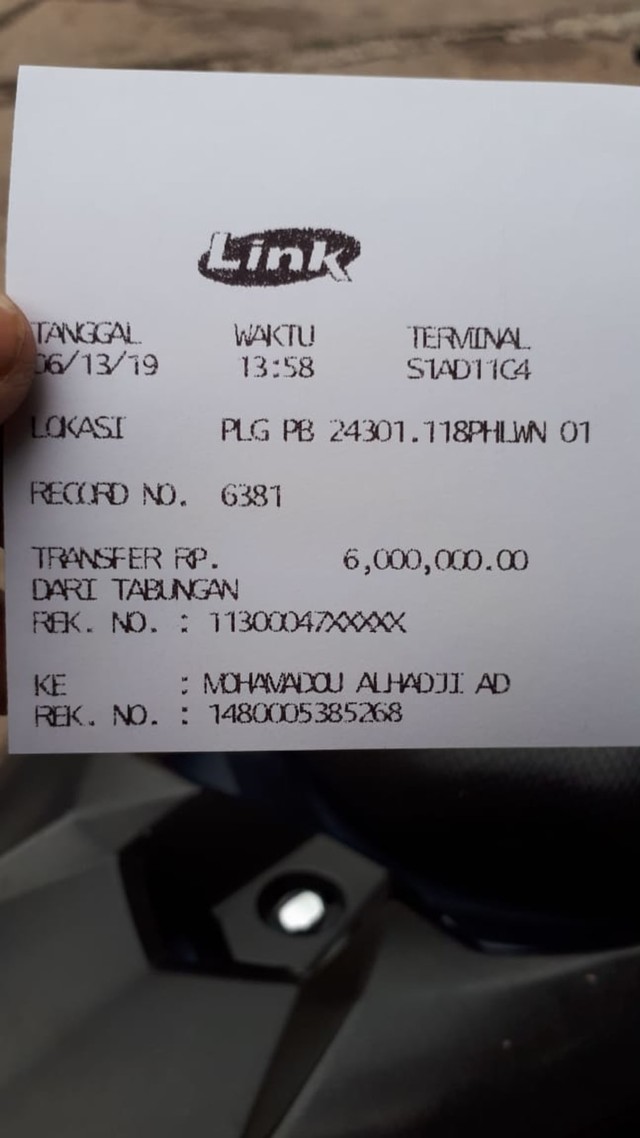 Link
TANGGAL WAKTU TERMINAL
06/13/19 13:58 S1AD11C4
LOKASI PLG PB 24301.118PHLWN 01
RECORD NO. 6381
TRANSFER RP. 6,000,000.00
DARI TABUNGAN
REK. NO. : 11300047XXXXX
KE : MOHAMADOU ALHADJI AD
REK. NO. : 1480005385268